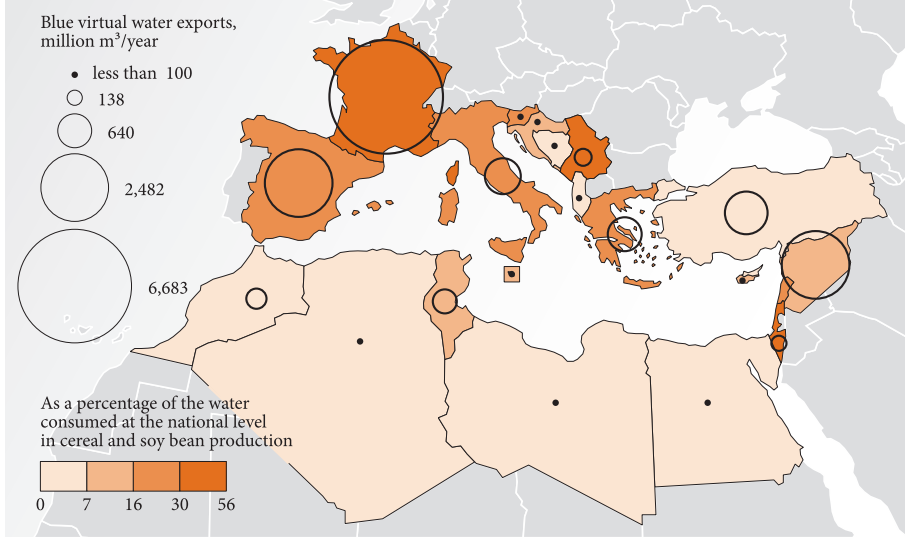 Blue virtual water exports,
million m³/year
less than 100
138
640
2,482
6,683
As a percentage of the water
consumed at the national level
in cereal and soy bean production
0 7 16 30 56